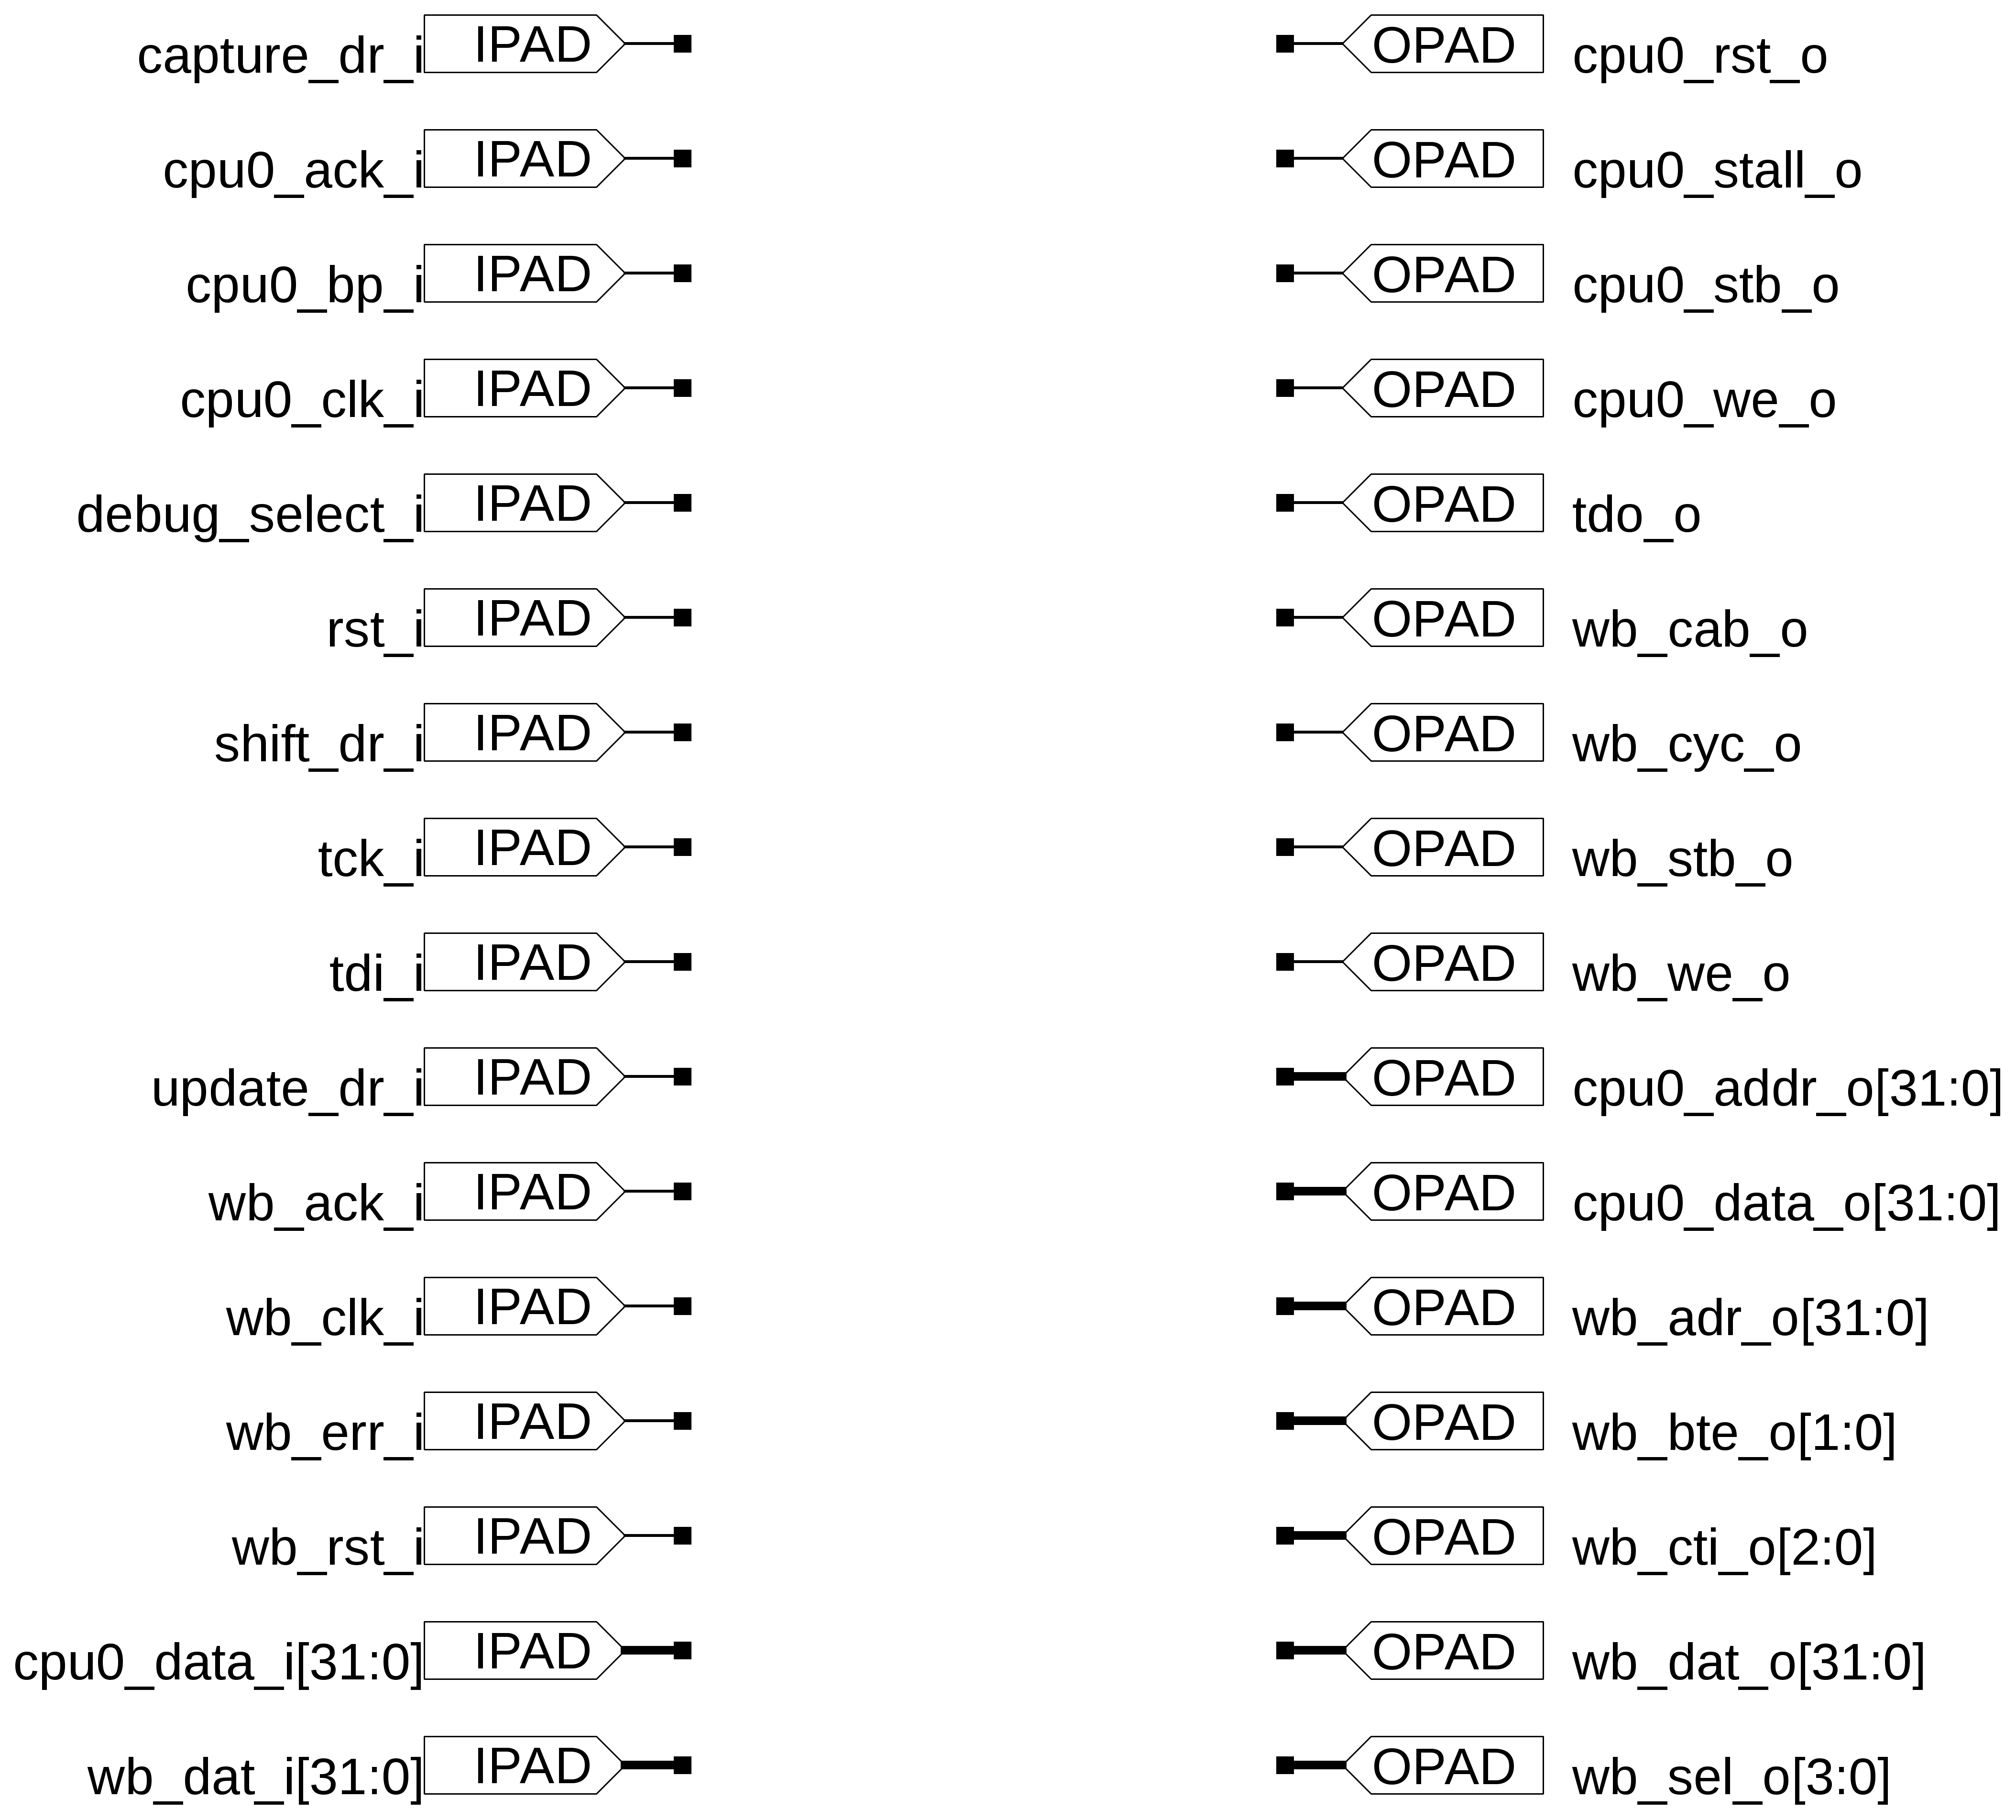 capture_dr_i IPAD OPAD cpu0_rst_o
cpu0_ack_i IPAD OPAD cpu0_stall_o
cpu0_bp_i IPAD OPAD cpu0_stb_o
cpu0_clk_i IPAD OPAD cpu0_we_o
debug_select_i IPAD OPAD tdo_o
rst_i IPAD OPAD wb_cab_o
shift_dr_i IPAD OPAD wb_cyc_o
tck_i IPAD OPAD wb_stb_o
tdi_i IPAD OPAD wb_we_o
update_dr_i IPAD OPAD cpu0_addr_o[31:0]
wb_ack_i IPAD OPAD cpu0_data_o[31:0]
wb_clk_i IPAD OPAD wb_adr_o[31:0]
wb_err_i IPAD OPAD wb_bte_o[1:0]
wb_rst_i IPAD OPAD wb_cti_o[2:0]
cpu0_data_i[31:0] IPAD OPAD wb_dat_o[31:0]
wb_dat_i[31:0] IPAD OPAD wb_sel_o[3:0]